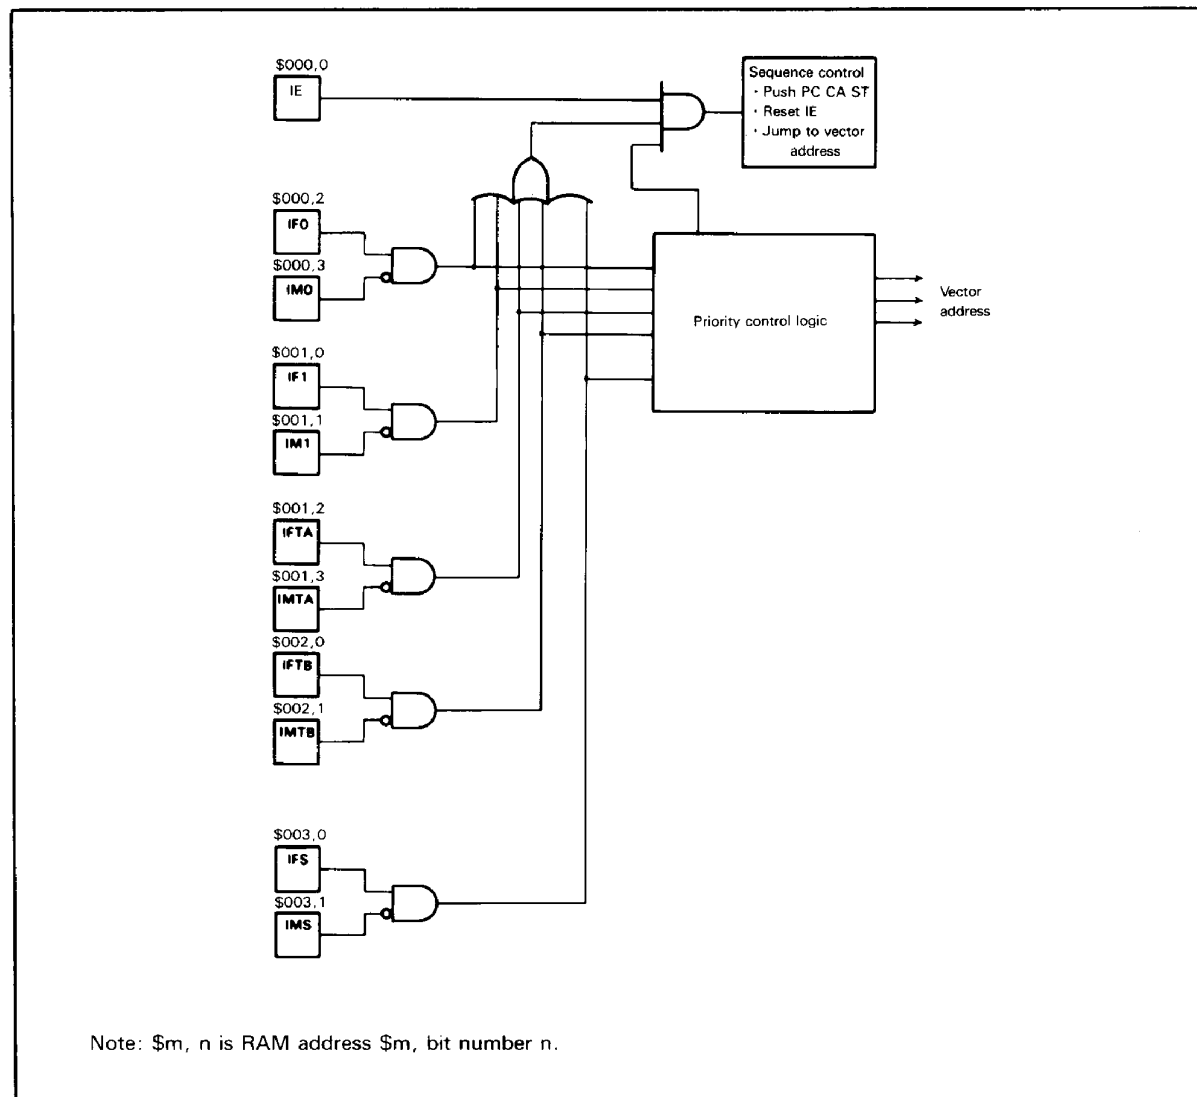 $000,0
IE
Sequence control
· Push PC CA ST
· Reset IE
· Jump to vector
address
$000,2
IF0
$000,3
IM0
Priority control logic
Vector
address
$001,0
IF1
$001,1
IM1
$001,2
IFTA
$001,3
IMTA
$002,0
IFTB
$002,1
IMTB
$003,0
IFS
$003,1
IMS
Note: $m, n is RAM address $m, bit number n.